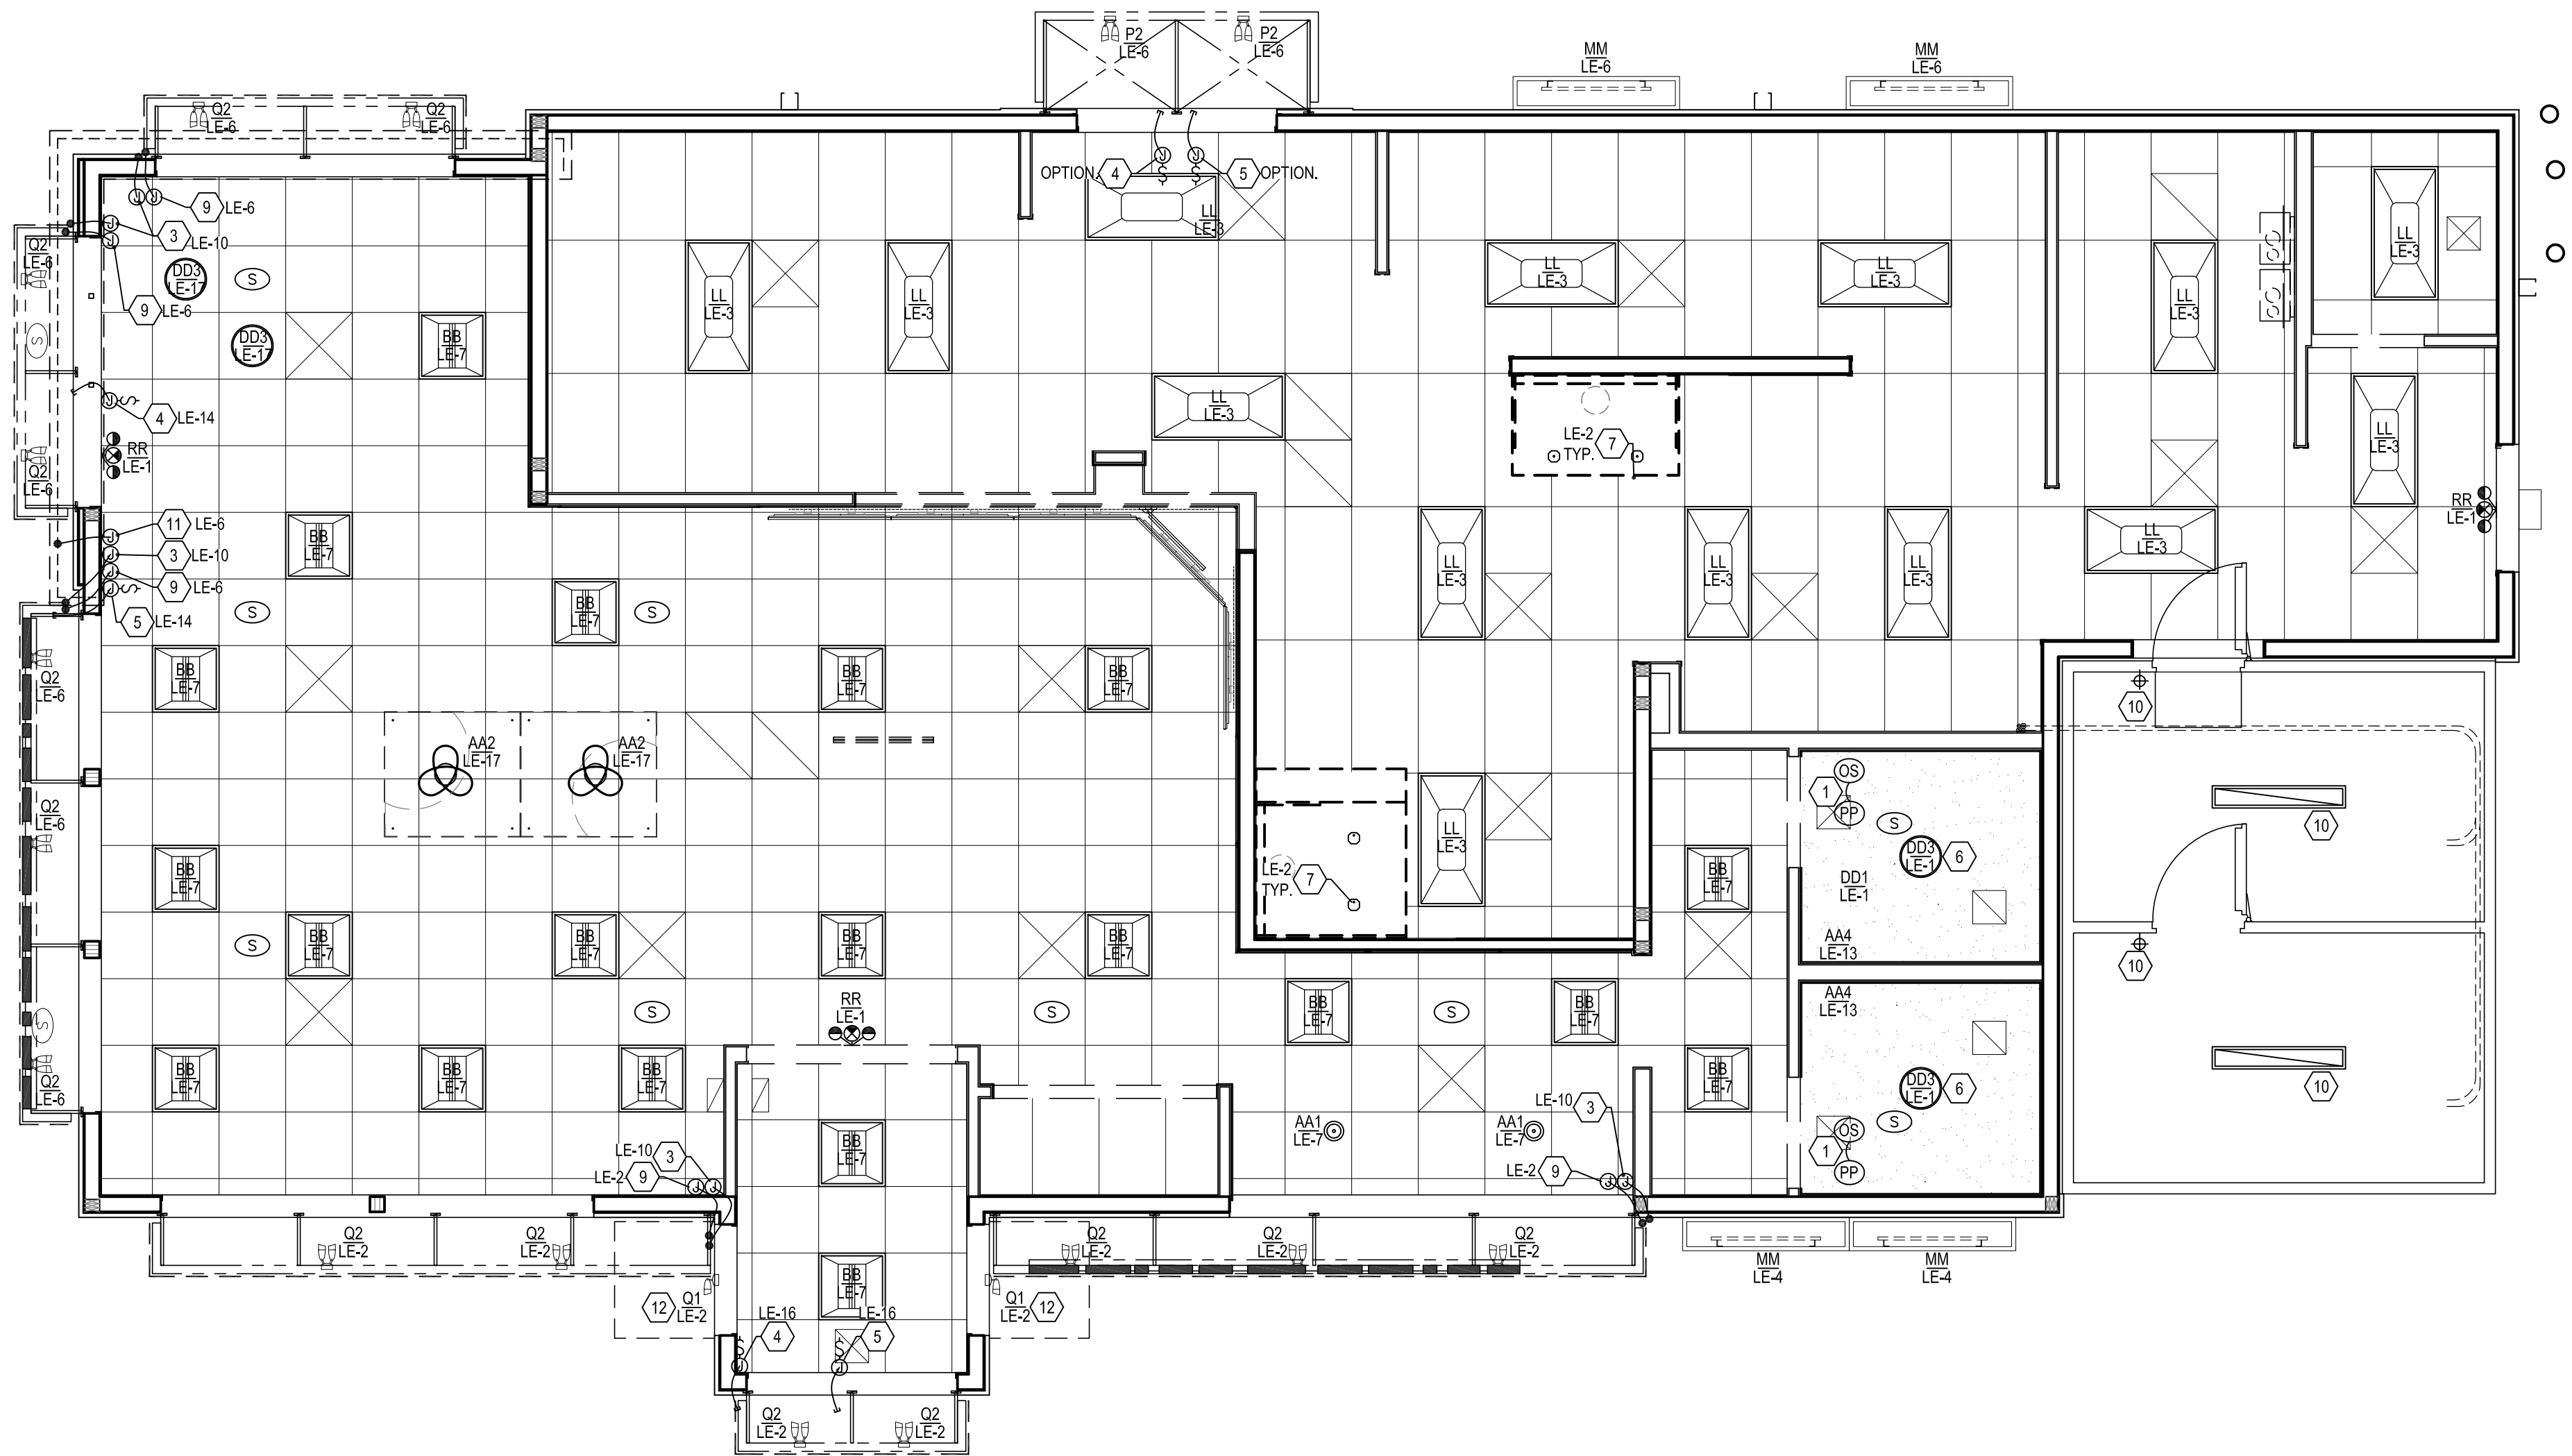 P2
LE-6
P2
LE-6
MM
LE-6
MM
LE-6
Q2
LE-6
Q2
LE-6
OPTION.
4
5
OPTION.
LL
LE-3
9
LE-6
3
LE-10
Q2
LE-6
DD3
LE-17
S
9
LE-6
LL
LE-3
LL
LE-3
LL
LE-3
LL
LE-3
LL
LE-3
LL
LE-3
S
DD3
LE-17
BB
LE-7
4
LE-14
LL
LE-3
LL
LE-3
RR
LE-1
Q2
LE-6
LE-2
TYP.
7
RR
LE-1
11
LE-6
3
LE-10
9
LE-6
5
LE-14
BB
LE-7
LL
LE-3
LL
LE-3
LL
LE-3
LL
LE-3
S
BB
LE-7
S
Q2
LE-6
BB
LE-7
BB
LE-7
BB
LE-7
10
AA2
LE-17
AA2
LE-17
OS
1
PP
S
10
Q2
LE-6
LL
LE-3
LE-2
TYP.
7
BB
LE-7
BB
LE-7
DD3
LE-1
6
DD1
LE-1
AA4
LE-13
S
BB
LE-7
BB
LE-7
BB
LE-7
BB
LE-7
10
S
S
RR
LE-1
S
S
BB
LE-7
BB
LE-7
AA4
LE-13
Q2
LE-6
BB
LE-7
BB
LE-7
BB
LE-7
BB
LE-7
DD3
LE-1
6
10
S
OS
1
PP
LE-10
3
AA1
LE-7
AA1
LE-7
BB
LE-7
LE-10
3
LE-2
9
LE-2
9
Q2
LE-2
Q2
LE-2
Q2
LE-2
Q2
LE-2
Q2
LE-2
MM
LE-4
MM
LE-4
12
Q1
LE-2
BB
LE-7
Q1
LE-2
12
LE-16
4
LE-16
5
Q2
LE-2
Q2
LE-2